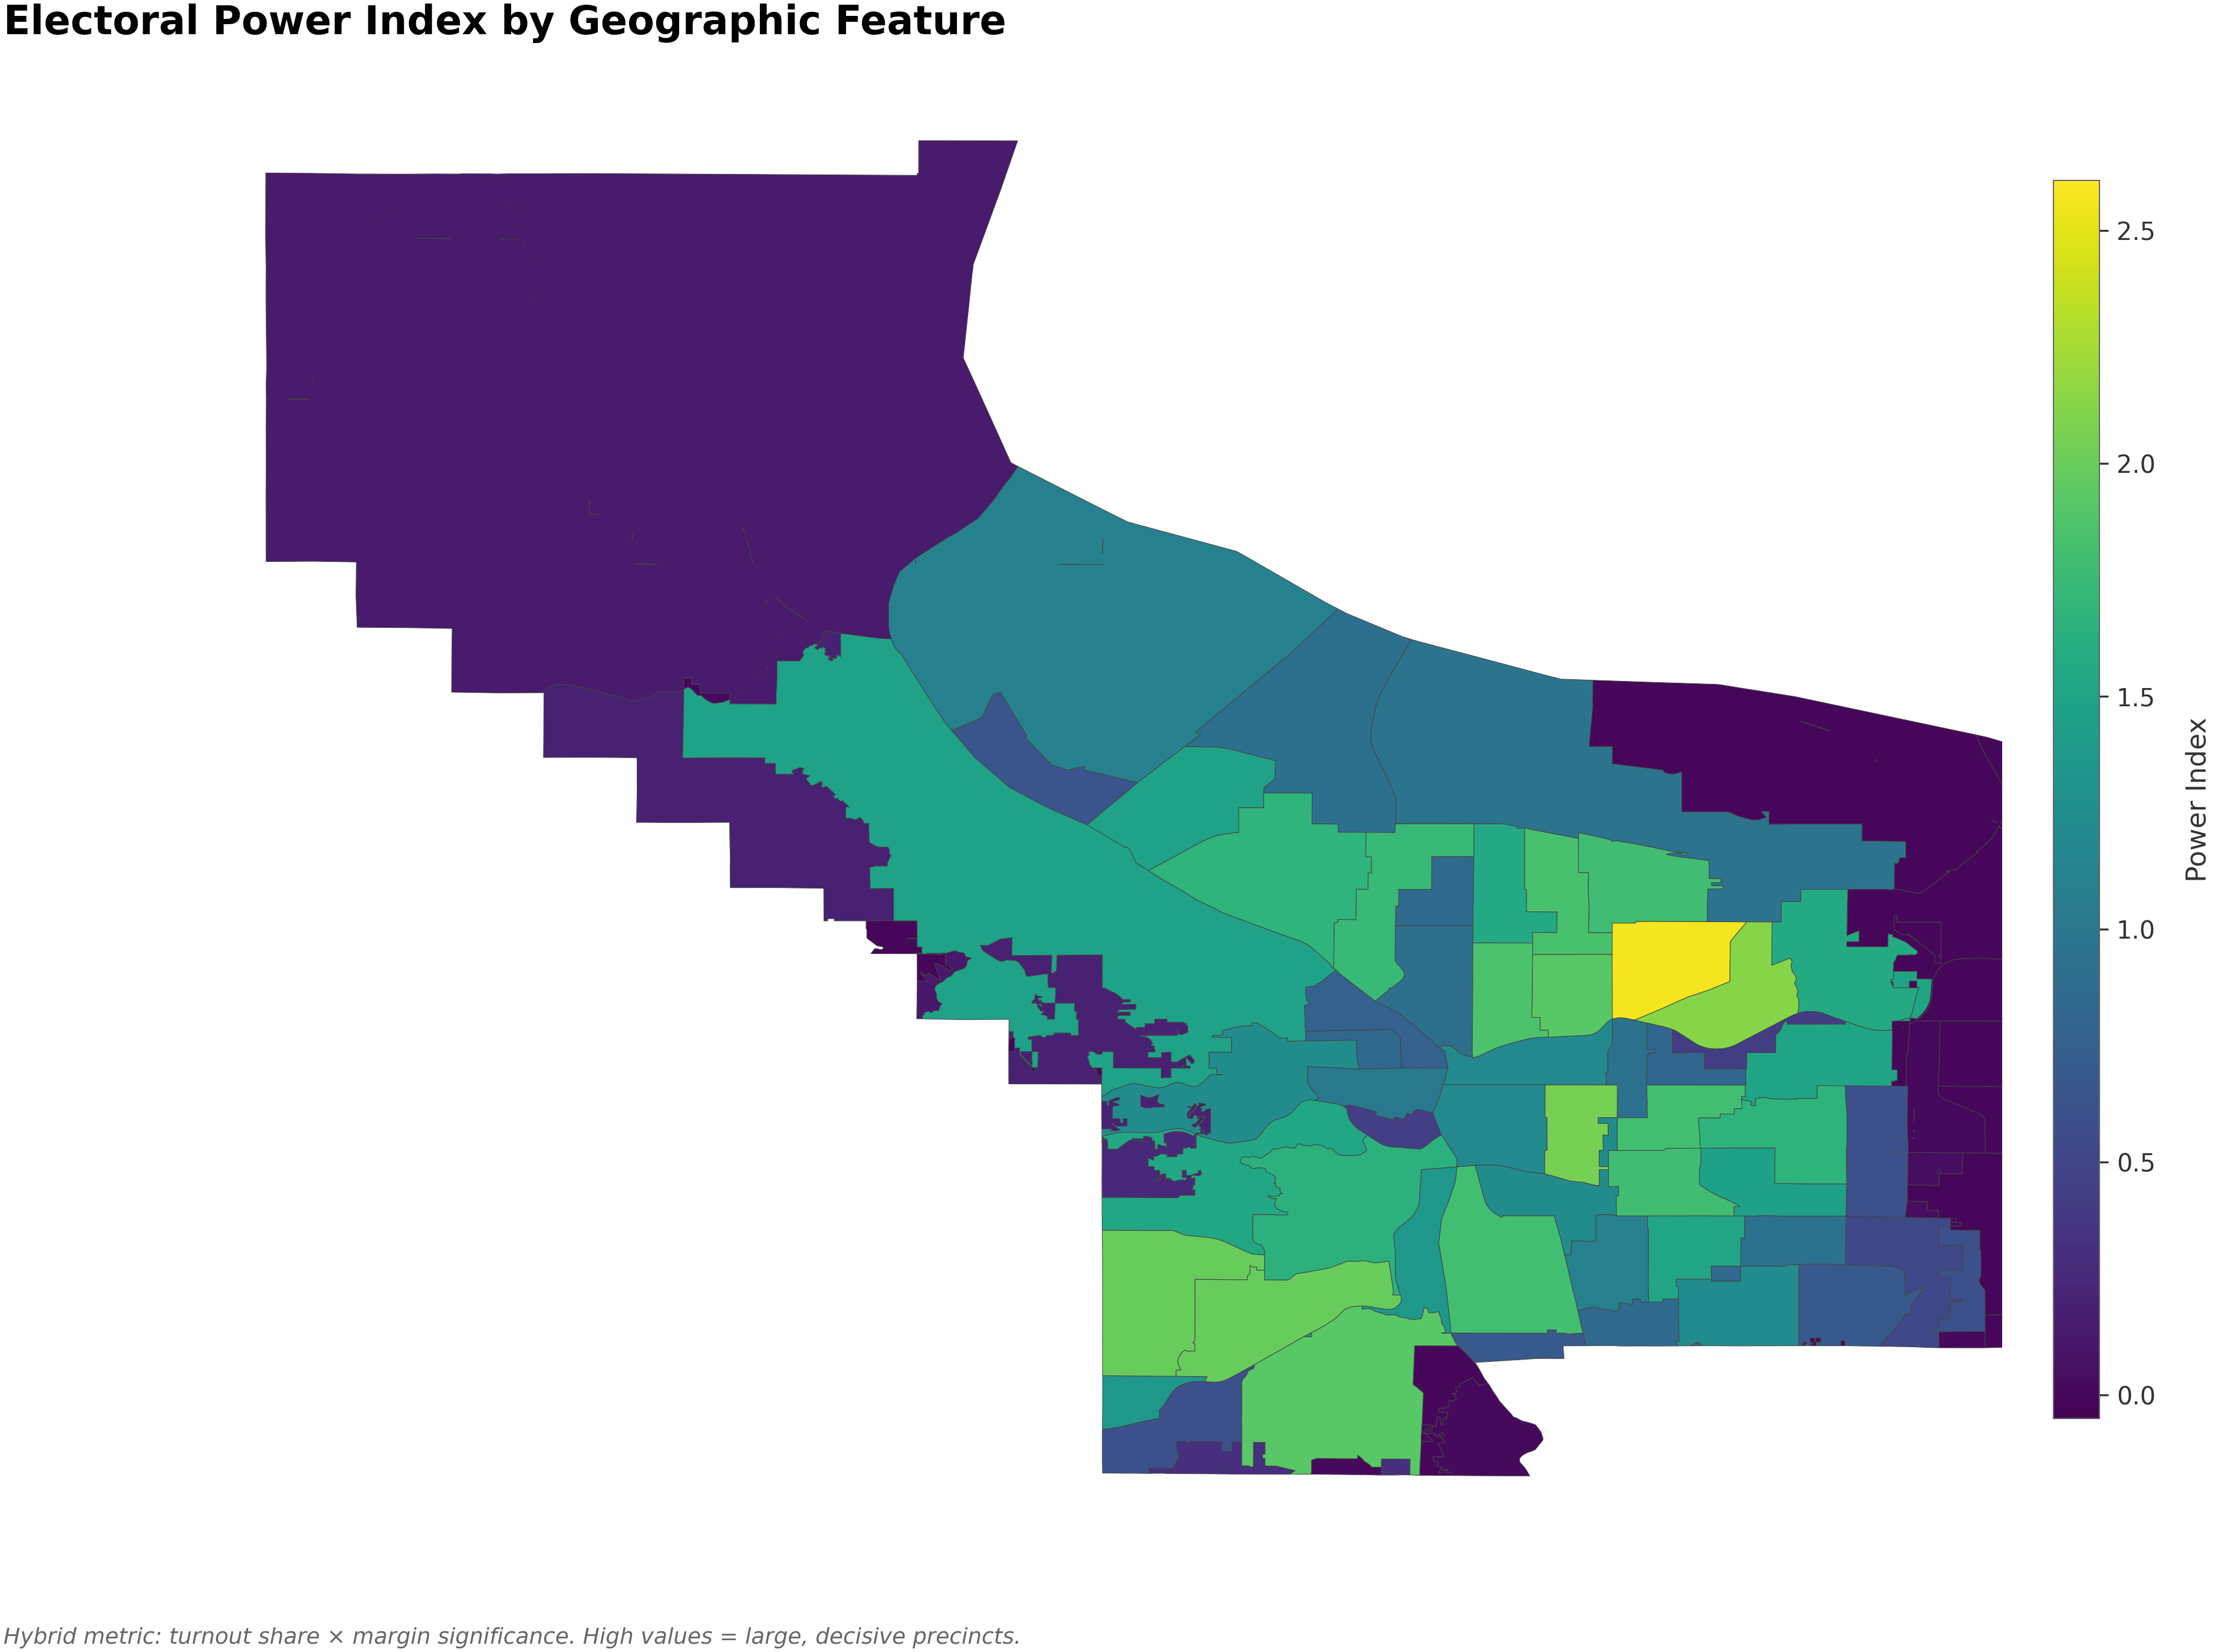 Electoral Power Index by Geographic Feature
2.5
2.0
1.5
1.0
0.5
0.0
Power Index
Hybrid metric: turnout share × margin significance. High values = large, decisive precincts.